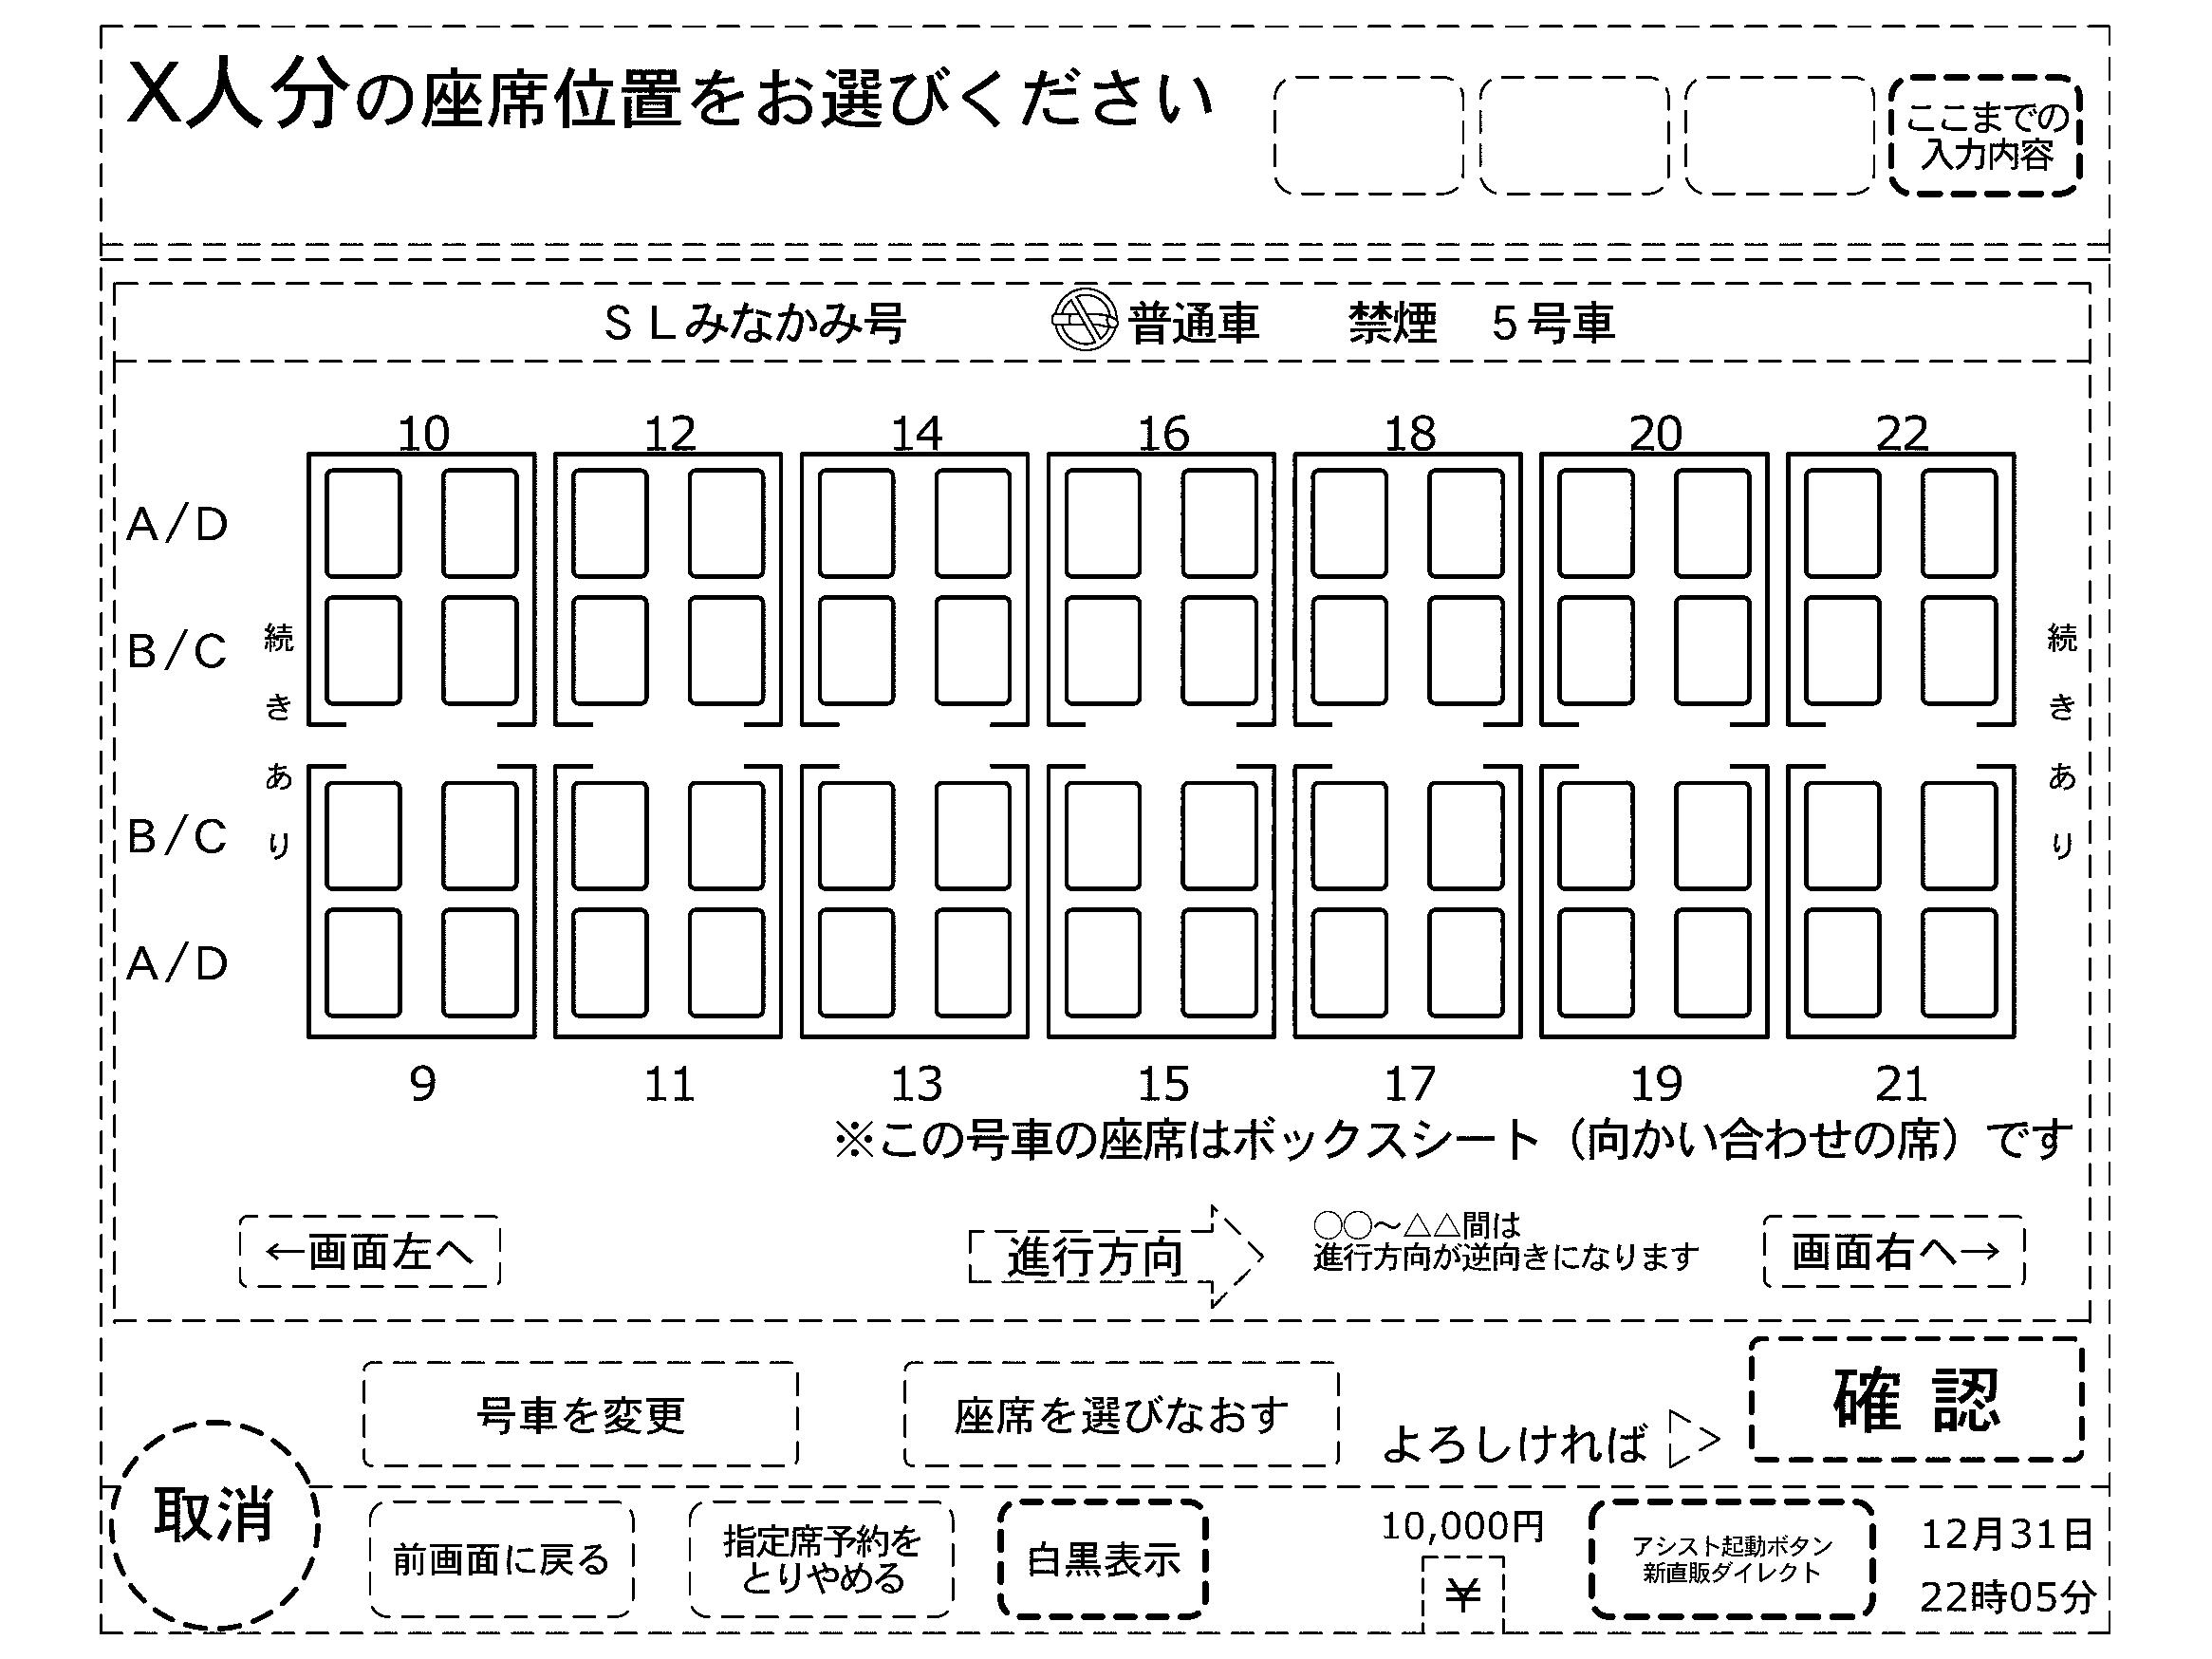 X人分の座席位置をお選びください
ここまでの
入力内容
ＳＬみなかみ号 普通車 禁煙 ５号車
10 12 14 16 18 20 22
A/D
B/C
続きあり
続きあり
B/C
A/D
9 11 13 15 17 19 21
※この号車の座席はボックスシート（向かい合わせの席）です
←画面左へ
進行方向
○○～△△間は
進行方向が逆向きになります
画面右へ→
号車を変更
座席を選びなおす
よろしければ
確認
取消
前画面に戻る
指定席予約を
とりやめる
白黒表示
10,000円
￥
アシスト起動ボタン
新直販ダイレクト
12月31日
22時05分